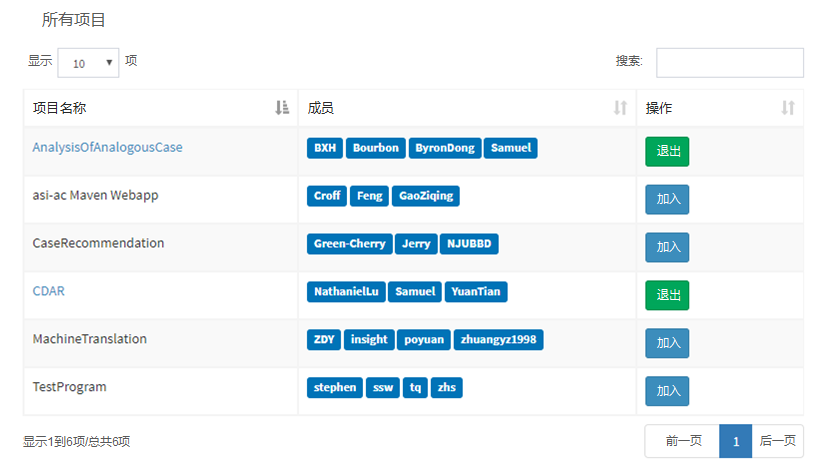 所有项目
显示 10 项 搜索:
项目名称 成员 操作
AnalysisOfAnalogousCase BXH Bourbon ByronDong Samuel 退出
asi-ac Maven Webapp Croff Feng GaoZiqing 加入
CaseRecommendation Green-Cherry Jerry NJUBBD 加入
CDAR NathanielLu Samuel YuanTian 退出
MachineTranslation ZDY insight poyuan zhuangyz1998 加入
TestProgram stephen ssw tq zhs 加入
显示1到6项/总共6项 前一页 1 后一页